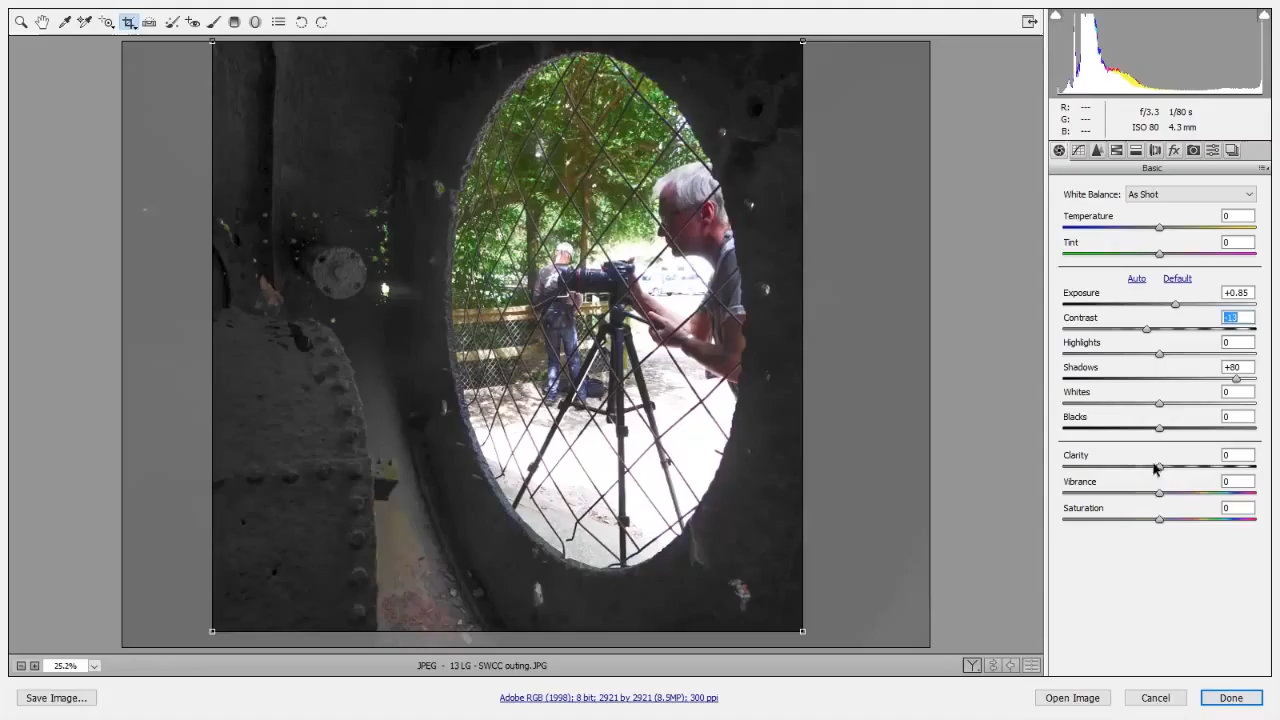 R: ---
G: ---
B: ---
f/3.3 1/80 s
ISO 80 4.3 mm
fx
Basic
White Balance: As Shot
Temperature 0
Tint 0
Auto Default
Exposure +0.85
Contrast -13
Highlights 0
Shadows +80
Whites 0
Blacks 0
Clarity 0
Vibrance 0
Saturation 0
25.2%
JPEG - 13 LG - SWCC outing.JPG
Y
Save Image...
Adobe RGB (1998); 8 bit; 2921 by 2921 (8.5MP); 300 ppi
Open Image
Cancel
Done